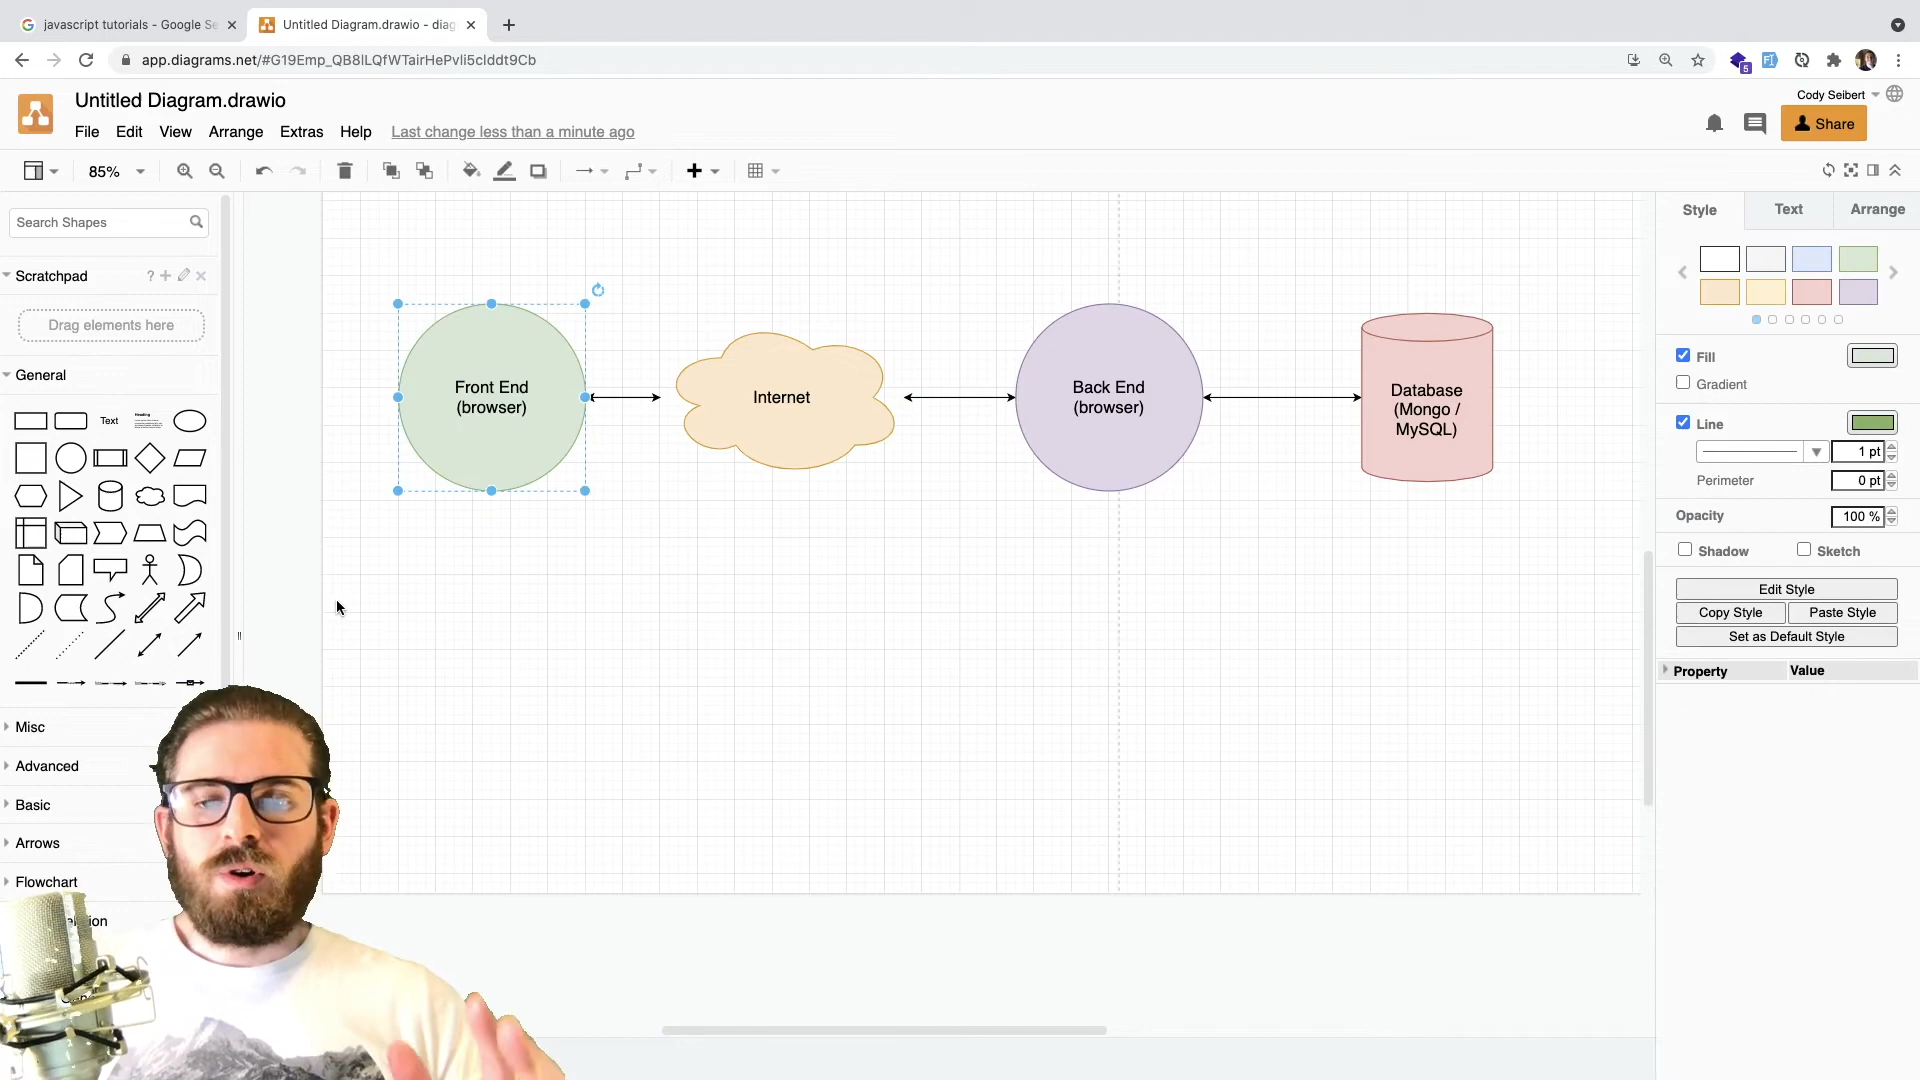 javascript tutorials - Google Se
Untitled Diagram.drawio - diag
app.diagrams.net/#G19Emp_QB8lLQfWTairHePvli5cIddt9Cb
5
Untitled Diagram.drawio
Cody Seibert
File Edit View Arrange Extras Help Last change less than a minute ago
Share
85%
Search Shapes
Style Text Arrange
Scratchpad
?
Drag elements here
General
Text
Heading
Front End
(browser)
Internet
Back End
(browser)
Database
(Mongo /
MySQL)
Fill
Gradient
Line
1 pt
Perimeter 0 pt
Opacity 100 %
Shadow Sketch
Edit Style
Copy Style Paste Style
Set as Default Style
Property Value
Misc
Advanced
Basic
Arrows
Flowchart